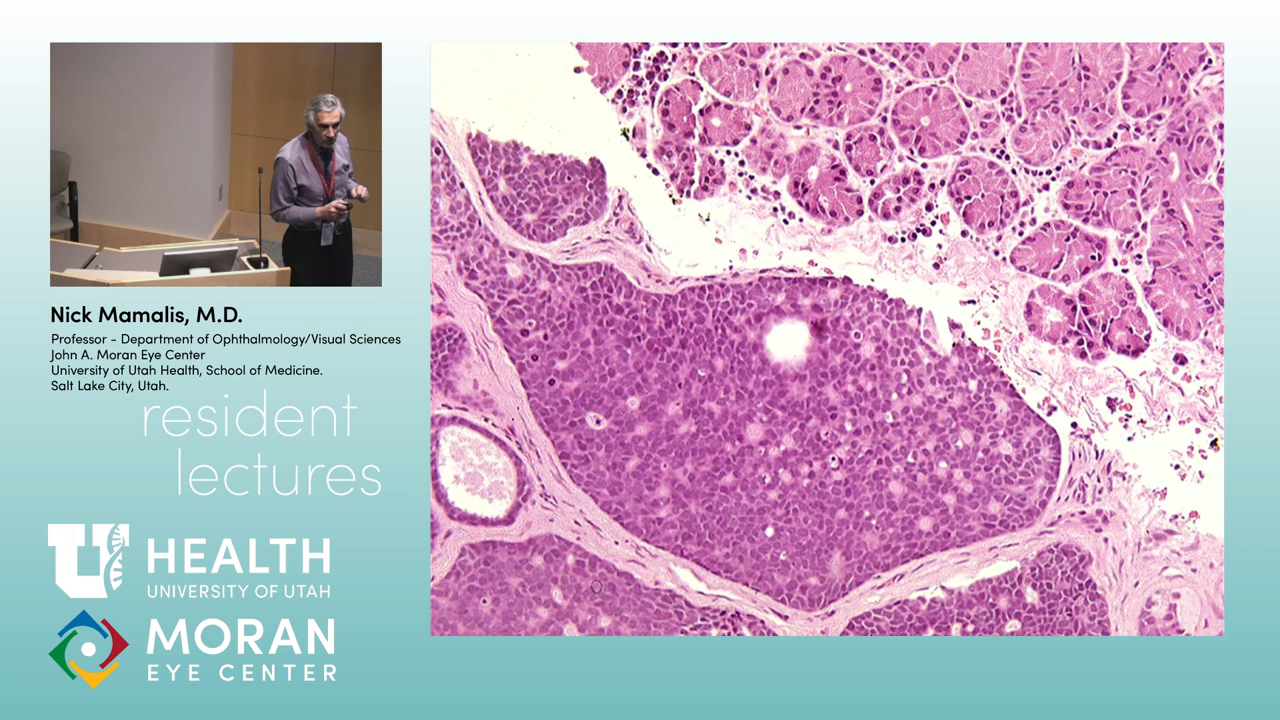 Nick Mamalis, M.D.
Professor - Department of Ophthalmology/Visual Sciences
John A. Moran Eye Center
University of Utah Health, School of Medicine.
Salt Lake City, Utah.
resident
lectures
U HEALTH
UNIVERSITY OF UTAH
MORAN
EYE CENTER